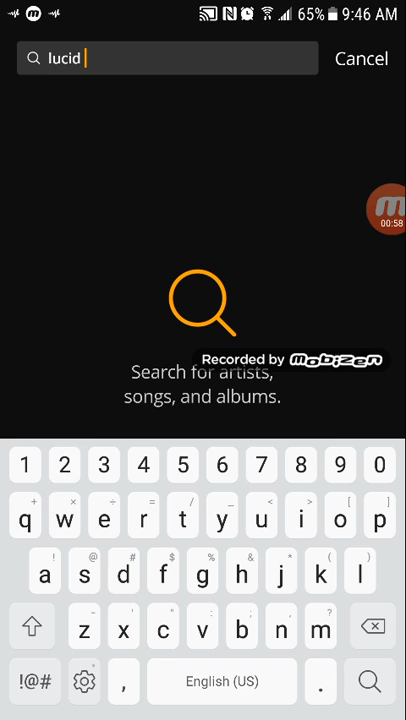 65% 9:46 AM
lucid
Cancel
00:58
Recorded by Mobizen
Search for artists,
songs, and albums.
1 2 3 4 5 6 7 8 9 0
+ × ÷ = / _ < > [ ]
q w e r t y u i o p
! @ # $ % & * ( )
a s d f g h j k l
- ' " : ; , ?
z x c v b n m
!@# , English (US) .